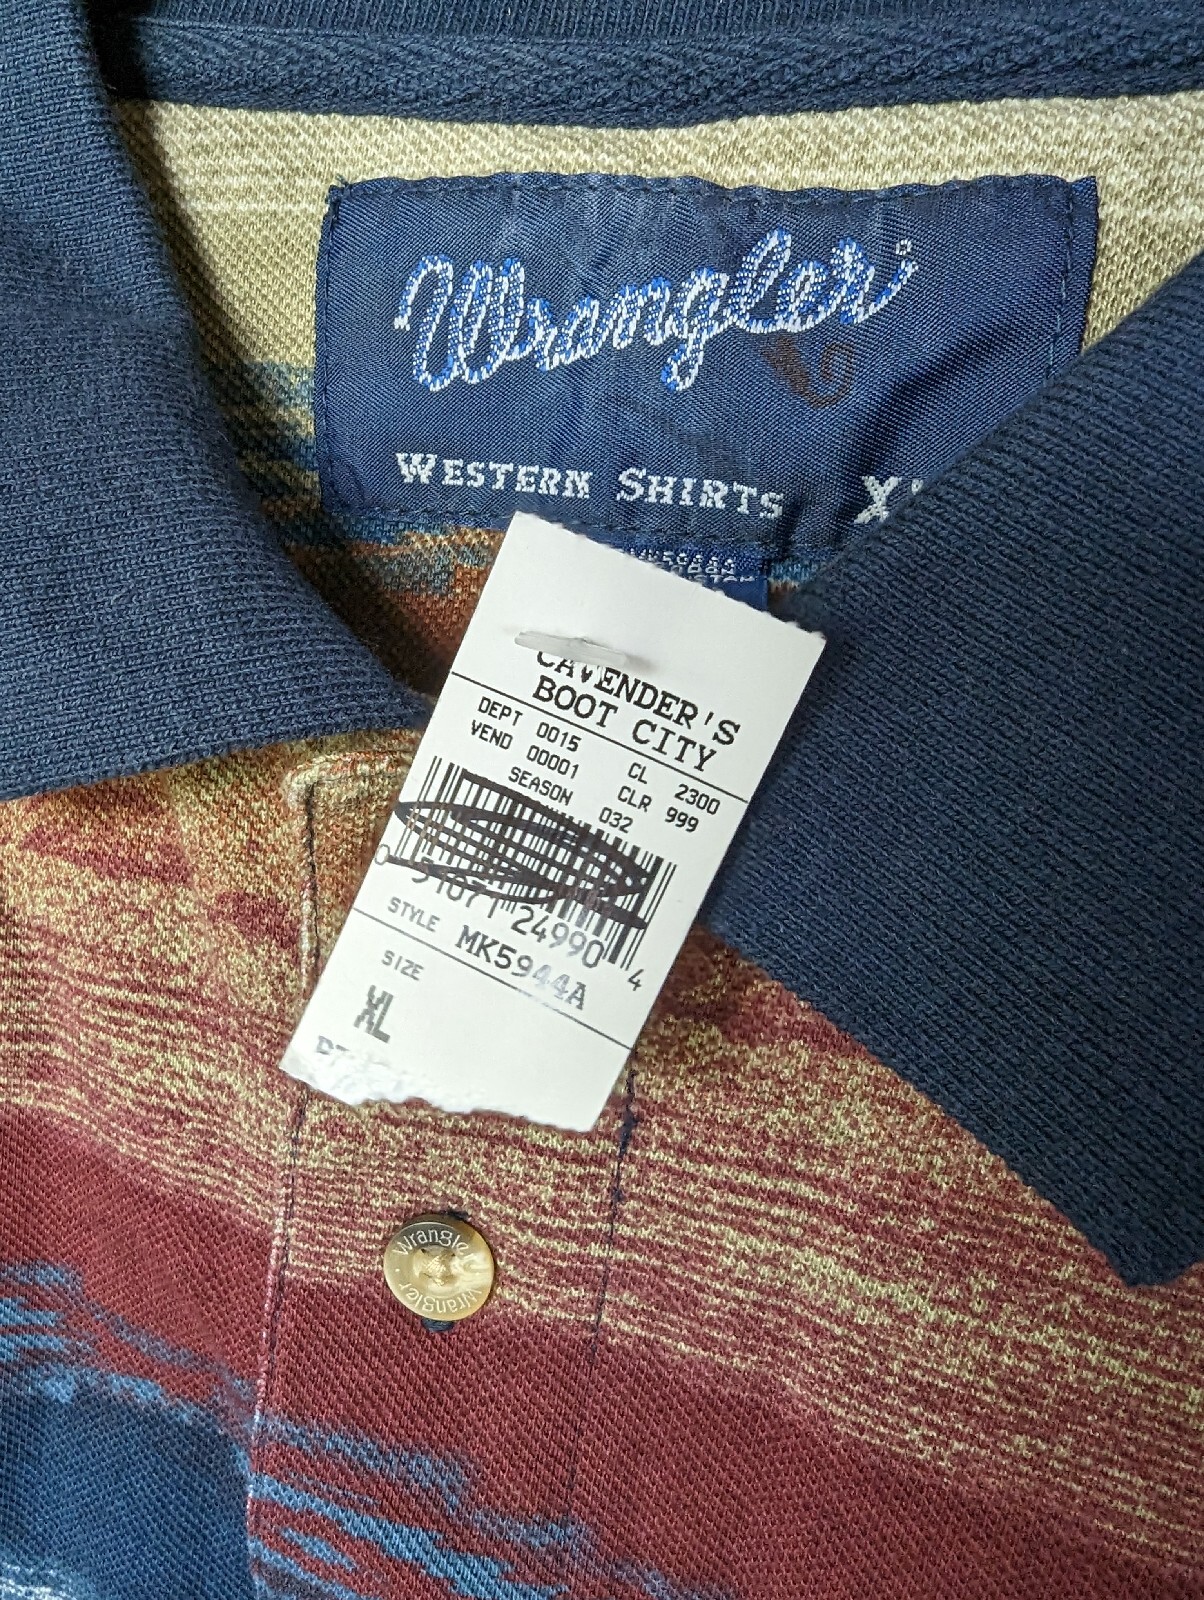 Wrangler®
WESTERN SHIRTS
CAVENDER'S
BOOT CITY
DEPT 0015 CL 2300
VEND 00001 CLR 999
SEASON 032
24990 4
STYLE MK5944A
SIZE
XL
Wrangler · Wrangler ·